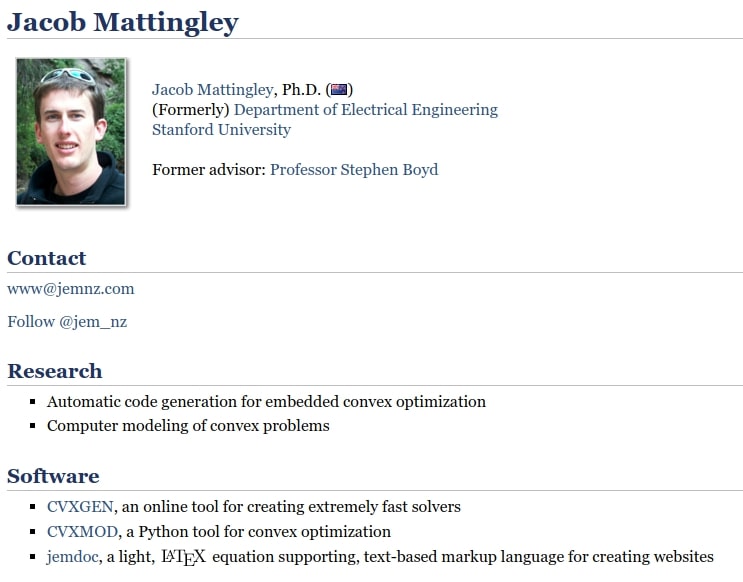 Jacob Mattingley
Jacob Mattingley, Ph.D. ()
(Formerly) Department of Electrical Engineering
Stanford University
Former advisor: Professor Stephen Boyd
Contact
www@jemnz.com
Follow @jem_nz
Research
Automatic code generation for embedded convex optimization
Computer modeling of convex problems
Software
CVXGEN, an online tool for creating extremely fast solvers
CVXMOD, a Python tool for convex optimization
jemdoc, a light, LATEX equation supporting, text-based markup language for creating websites